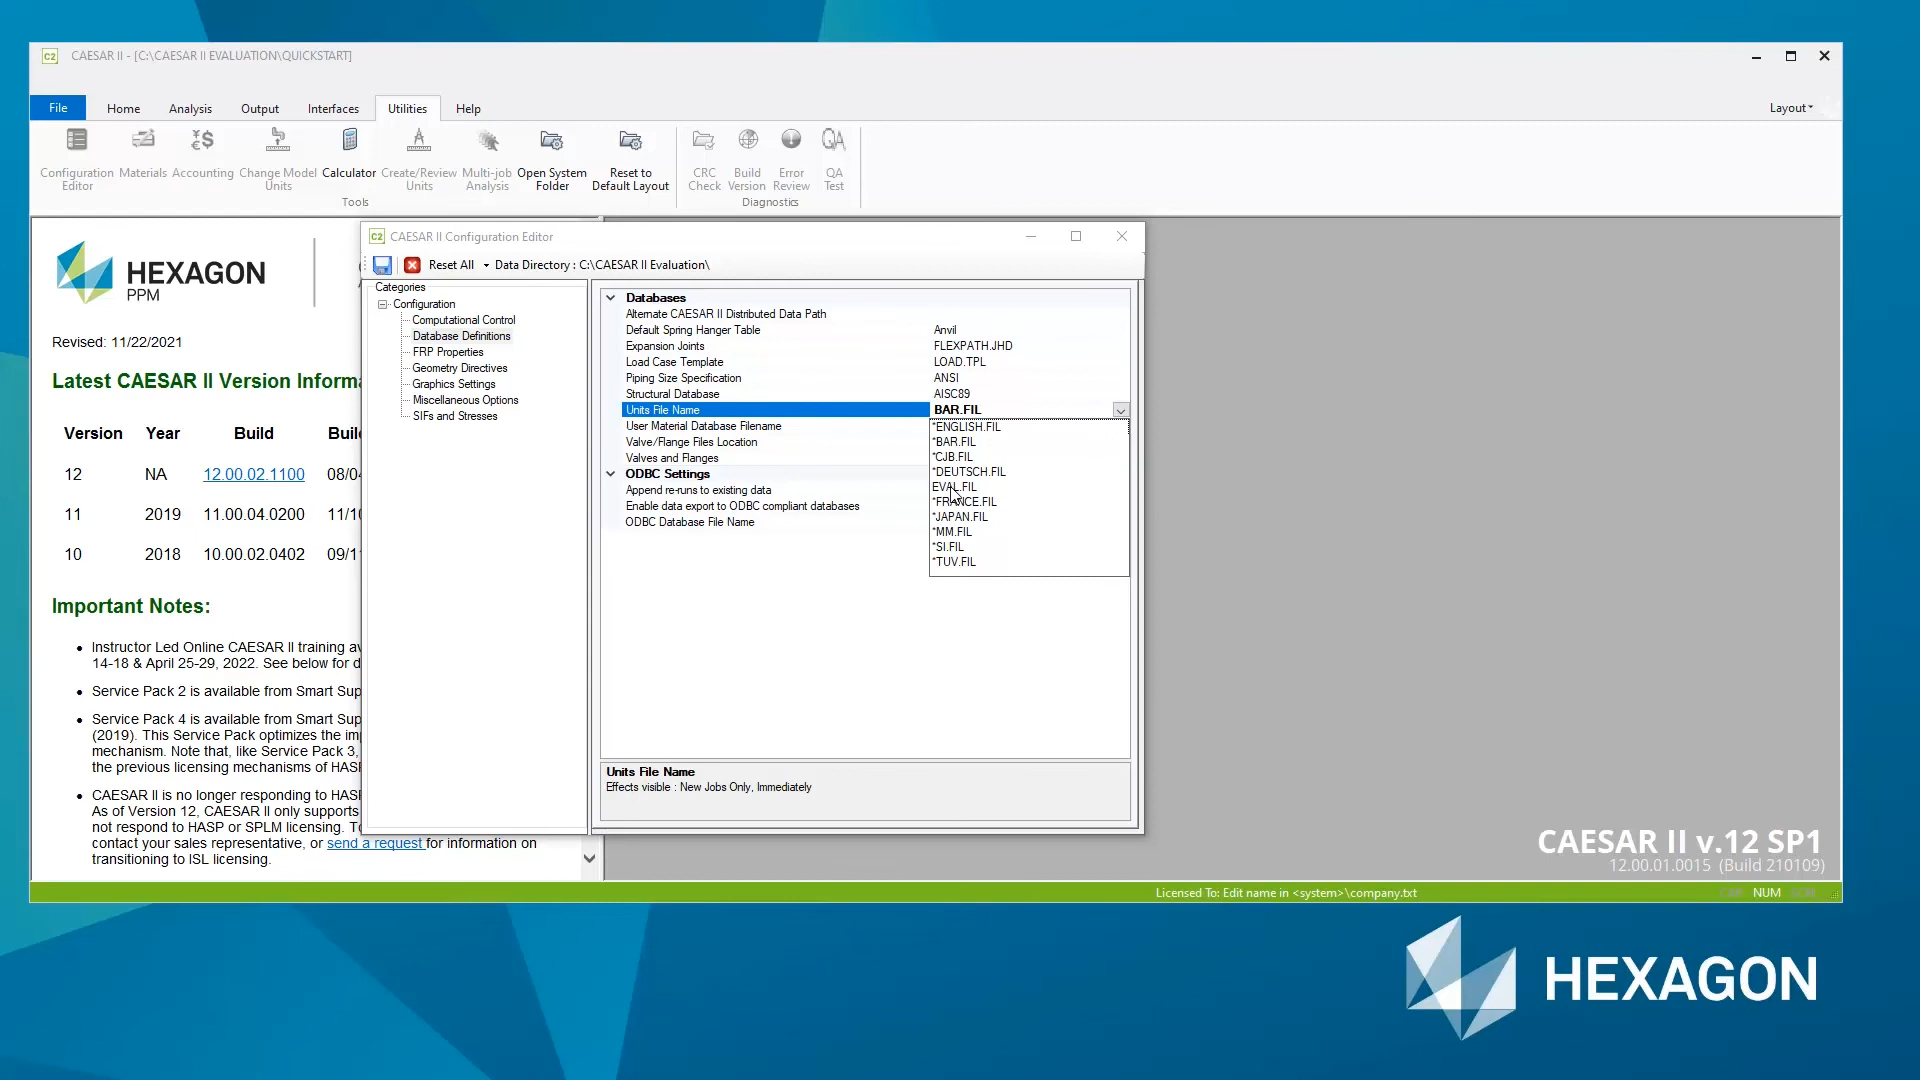 C2 CAESAR II - [C:\CAESAR II EVALUATION\QUICKSTART]
File Home Analysis Output Interfaces Utilities Help Layout
Configuration Editor
Materials
Accounting
Change Model Units
Calculator
Create/Review Units
Multi-job Analysis
Open System Folder
Reset to Default Layout
Tools
CRC Check
Build Version
Error Review
QA Test
Diagnostics
HEXAGON
PPM
Revised: 11/22/2021
Latest CAESAR II Version
Version Year Build
12 NA 12.00.02.1100
11 2019 11.00.04.0200
10 2018 10.00.02.0402
Important Notes:
Instructor Led Online CAESAR II training
14-18 & April 25-29, 2022. See below for
Service Pack 2 is available from Smart
Service Pack 4 is available from Smart
(2019). This Service Pack optimizes the
mechanism. Note that, like Service Pack 3,
the previous licensing mechanisms of
CAESAR II is no longer responding to
As of Version 12, CAESAR II only supports
not respond to HASP or SPLM licensing.
contact your sales representative, or send a request for information on
transitioning to ISL licensing.
C2 CAESAR II Configuration Editor
Reset All Data Directory : C:\CAESAR II Evaluation\
Categories
Configuration
Computational Control
Database Definitions
FRP Properties
Geometry Directives
Graphics Settings
Miscellaneous Options
SIFs and Stresses
Databases
Alternate CAESAR II Distributed Data Path
Default Spring Hanger Table Anvil
Expansion Joints FLEXPATH.JHD
Load Case Template LOAD.TPL
Piping Size Specification ANSI
Structural Database AISC89
Units File Name BAR.FIL
User Material Database Filename
Valve/Flange Files Location
Valves and Flanges
ODBC Settings
Append re-runs to existing data
Enable data export to ODBC compliant databases
ODBC Database File Name
*ENGLISH.FIL
*BAR.FIL
*CJB.FIL
*DEUTSCH.FIL
EVAL.FIL
*FRANCE.FIL
*JAPAN.FIL
*MM.FIL
*SI.FIL
*TUV.FIL
Units File Name
Effects visible : New Jobs Only, Immediately
CAESAR II v.12 SP1
12.00.01.0015 (Build 210109)
Licensed To: Edit name in <system>\company.txt
NUM
HEXAGON